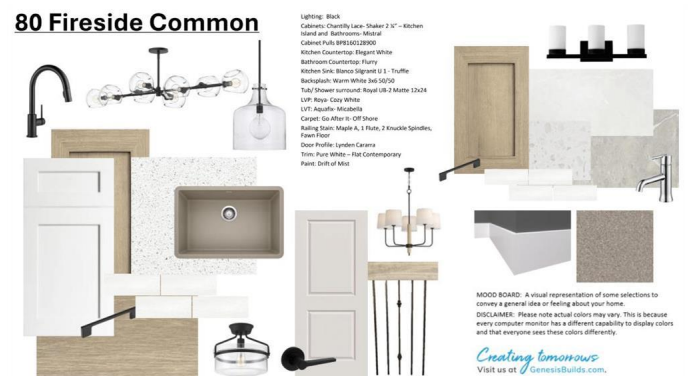 80 Fireside Common
Lighting:  Black
Cabinets: Chantilly Lace- Shaker 2 ¼” – Kitchen
Island and  Bathrooms- Mistral
Cabinet Pulls BP8160128900
Kitchen Countertop: Elegant White
Bathroom Countertop: Flurry
Kitchen Sink: Blanco Silgranit U 1 - Truffle
Backsplash: Warm White 3x6 50/50
Tub/ Shower surround: Royal UB-2 Matte 12x24
LVP: Roya- Cozy White
LVT: Aquafix- Micabella
Carpet: Go After It- Off Shore
Railing Stain: Maple A, 1 Flute, 2 Knuckle Spindles,
Fawn Floor
Door Profile: Lynden Cararra
Trim: Pure White – Flat Contemporary
Paint: Drift of Mist
MOOD BOARD:  A visual representation of some selections to
convey a general idea or feeling about your home.
DISCLAIMER:  Please note actual colors may vary. This is because
every computer monitor has a different capability to display colors
and that everyone sees these colors differently.
Creating tomorrows
Visit us at GenesisBuilds.com.